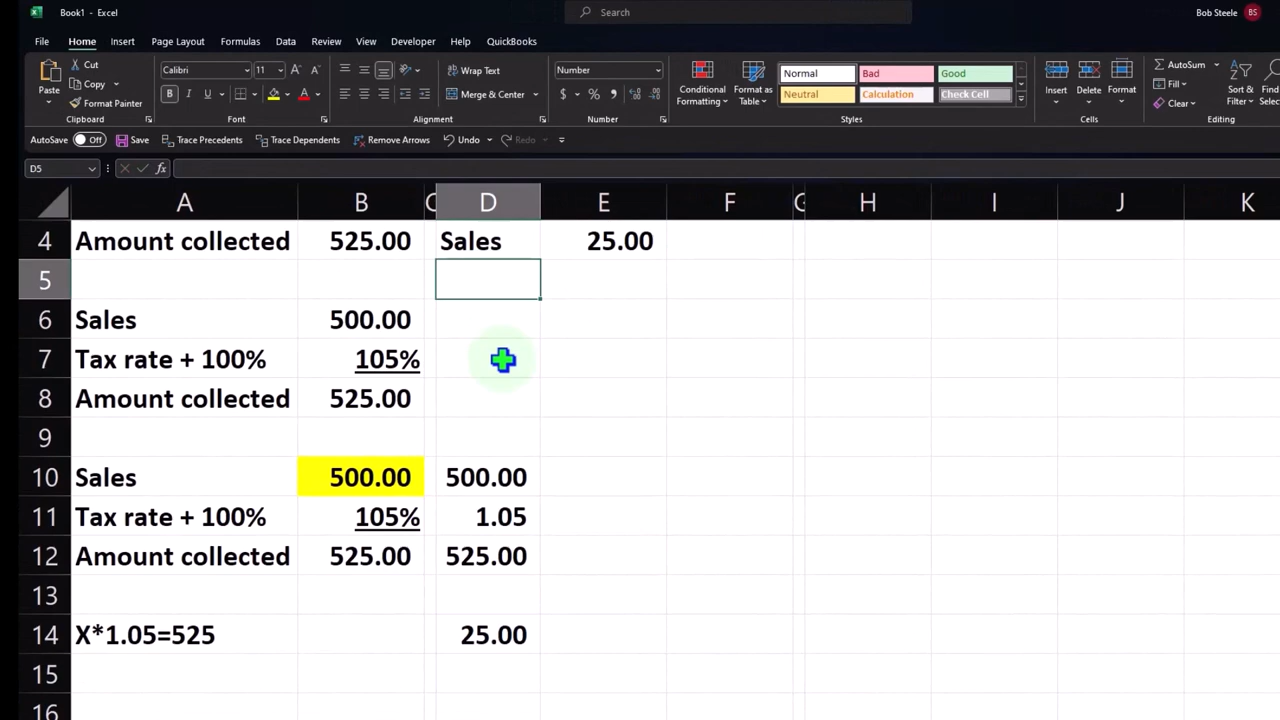 Book1 - Excel
Search
Bob Steele BS
File Home Insert Page Layout Formulas Data Review View Developer Help QuickBooks
Paste
Cut
Copy
Format Painter
Clipboard
Calibri 11 A A
B I U A
Font
Wrap Text
Merge & Center
Alignment
Number
$ % ,
Number
Conditional Formatting
Format as Table
Normal Bad Good
Neutral Calculation Check Cell
Styles
Insert Delete Format
Cells
AutoSum
Fill
Clear
Sort & Filter
Editing
AutoSave Off Save Trace Precedents Trace Dependents Remove Arrows Undo Redo
D5 fx
A B C D E F G H I J K
4 Amount collected 525.00 Sales 25.00
5
6 Sales 500.00
7 Tax rate + 100% 105%
8 Amount collected 525.00
9
10 Sales 500.00 500.00
11 Tax rate + 100% 105% 1.05
12 Amount collected 525.00 525.00
13
14 X*1.05=525 25.00
15
16